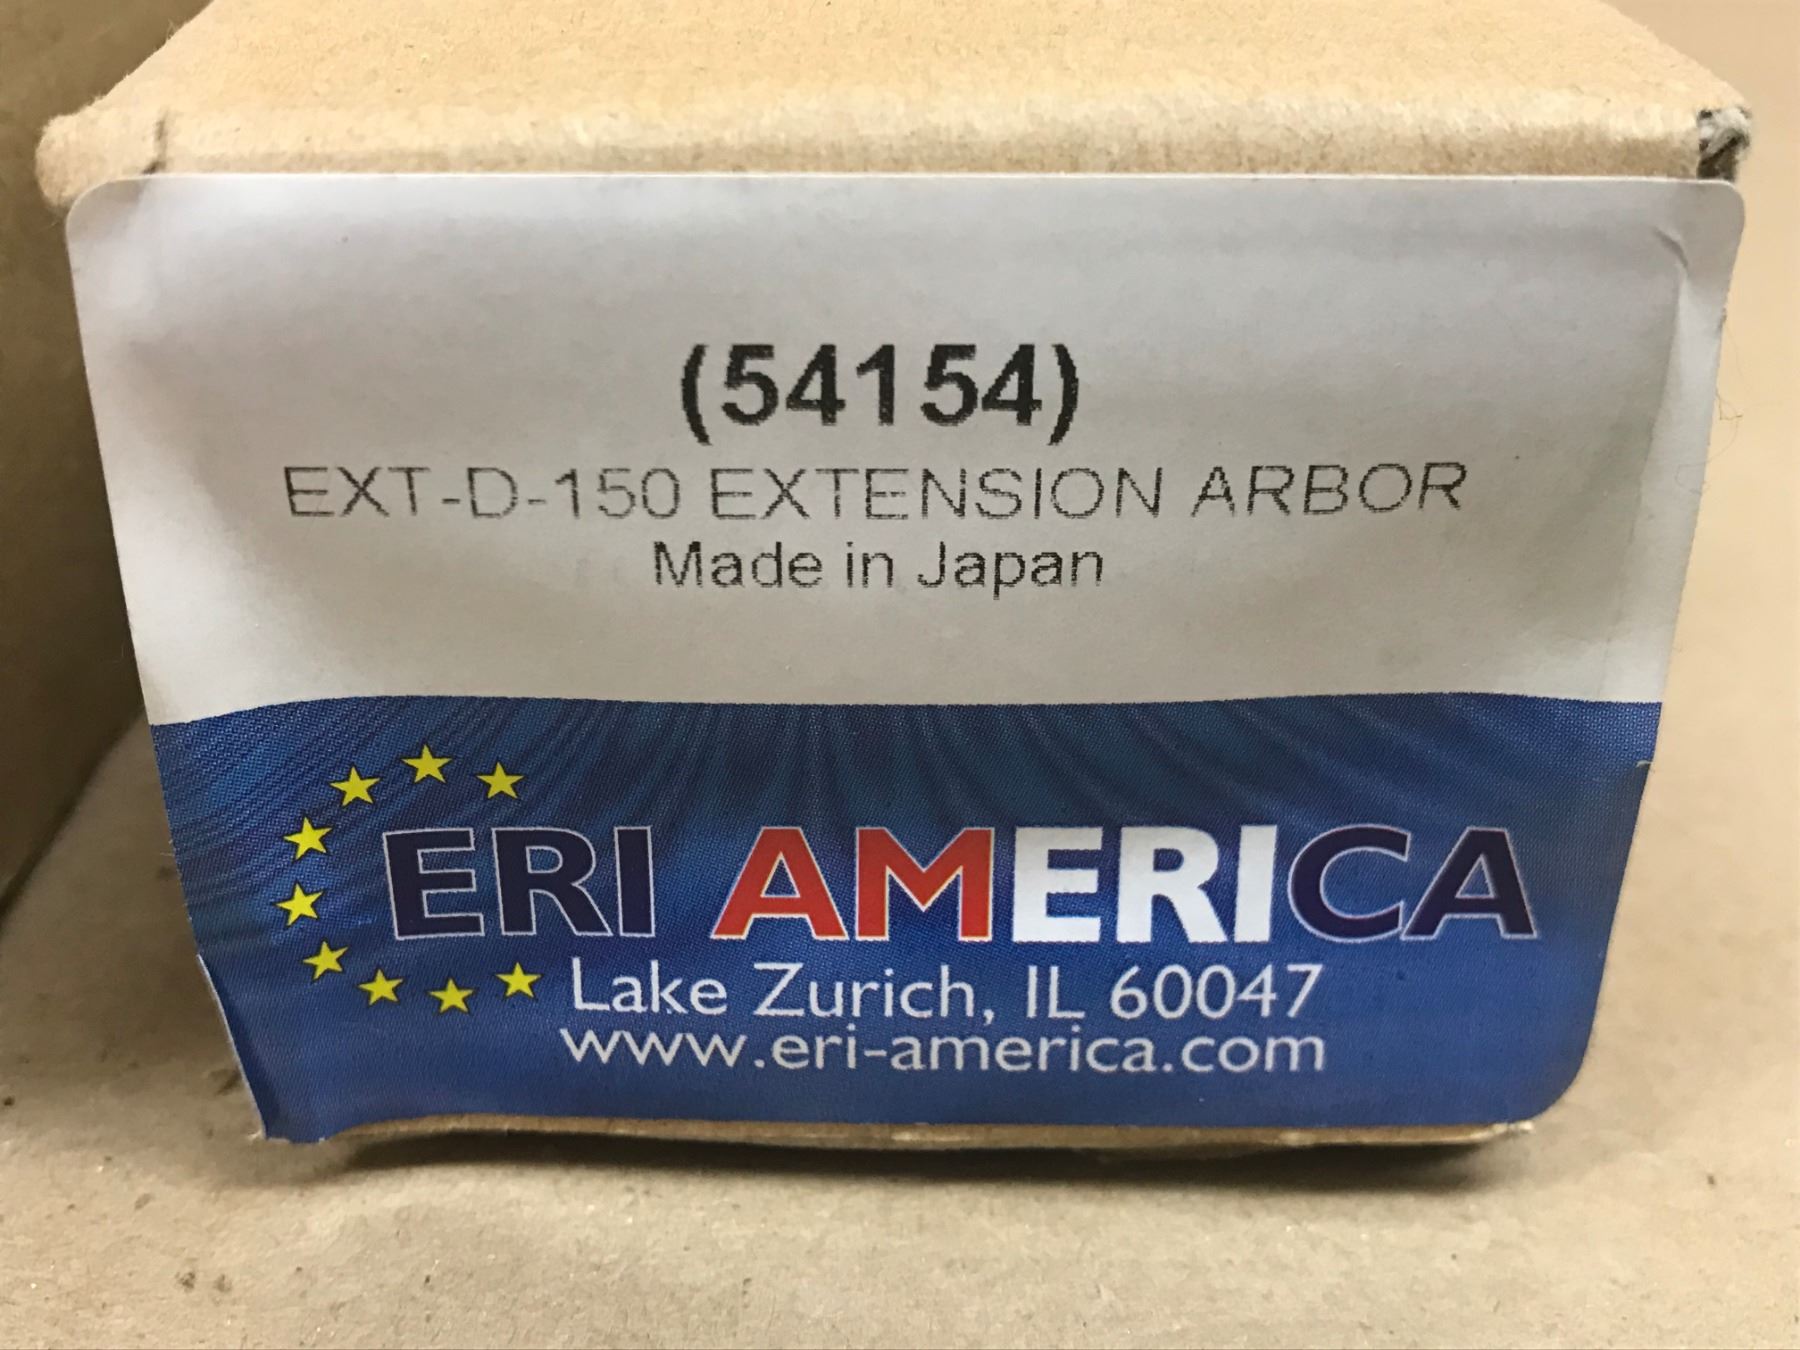 (54154)
EXT-D-150 EXTENSION ARBOR
Made in Japan
ERI AMERICA
Lake Zurich, IL 60047
www.eri-america.com